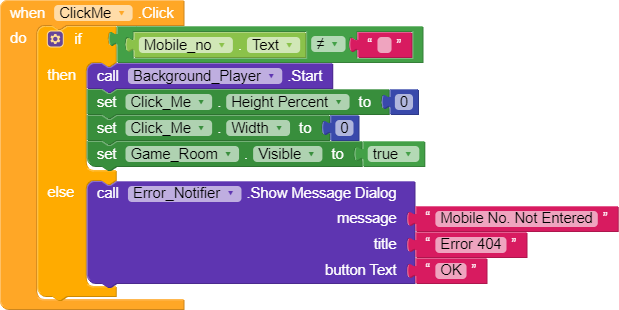 when ClickMe .Click
do if Mobile_no . Text ≠ " "
then call Background_Player .Start
set Click_Me . Height Percent to 0
set Click_Me . Width to 0
set Game_Room . Visible to true
else call Error_Notifier .Show Message Dialog
message " Mobile No. Not Entered "
title " Error 404 "
button Text " OK "